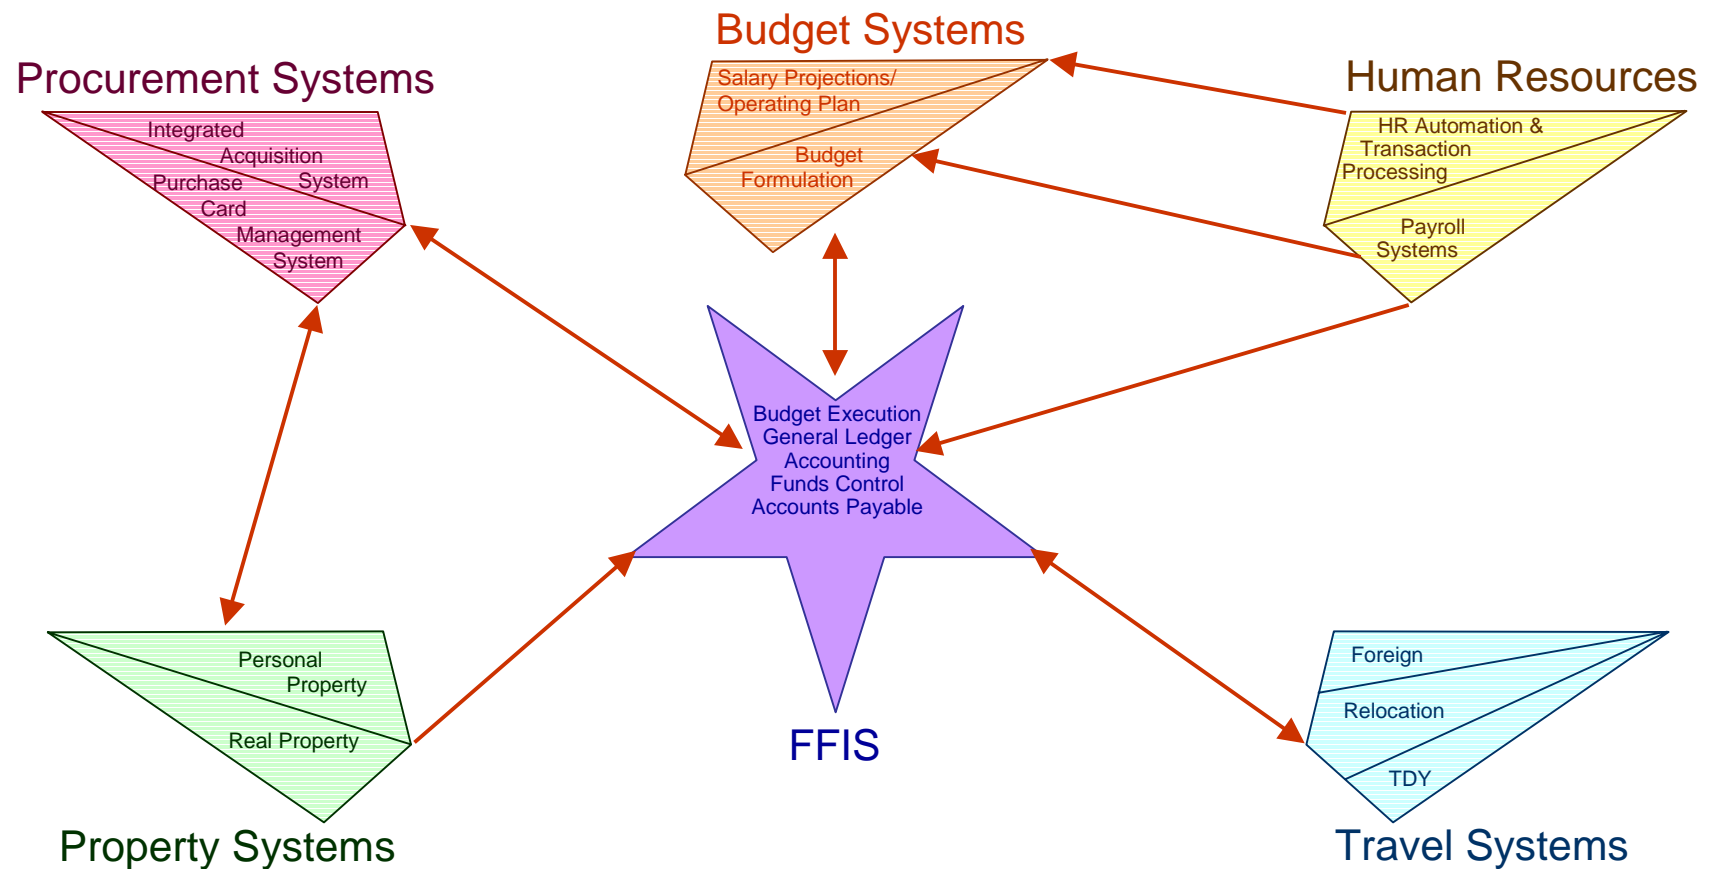 Budget Systems
Procurement Systems
Human Resources
Salary Projections/
Operating Plan
Budget
Formulation
Integrated
Acquisition
System
Purchase
Card
Management
System
HR Automation &
Transaction
Processing
Payroll
Systems
Budget Execution
General Ledger
Accounting
Funds Control
Accounts Payable
FFIS
Personal
Property
Real Property
Property Systems
Foreign
Relocation
TDY
Travel Systems